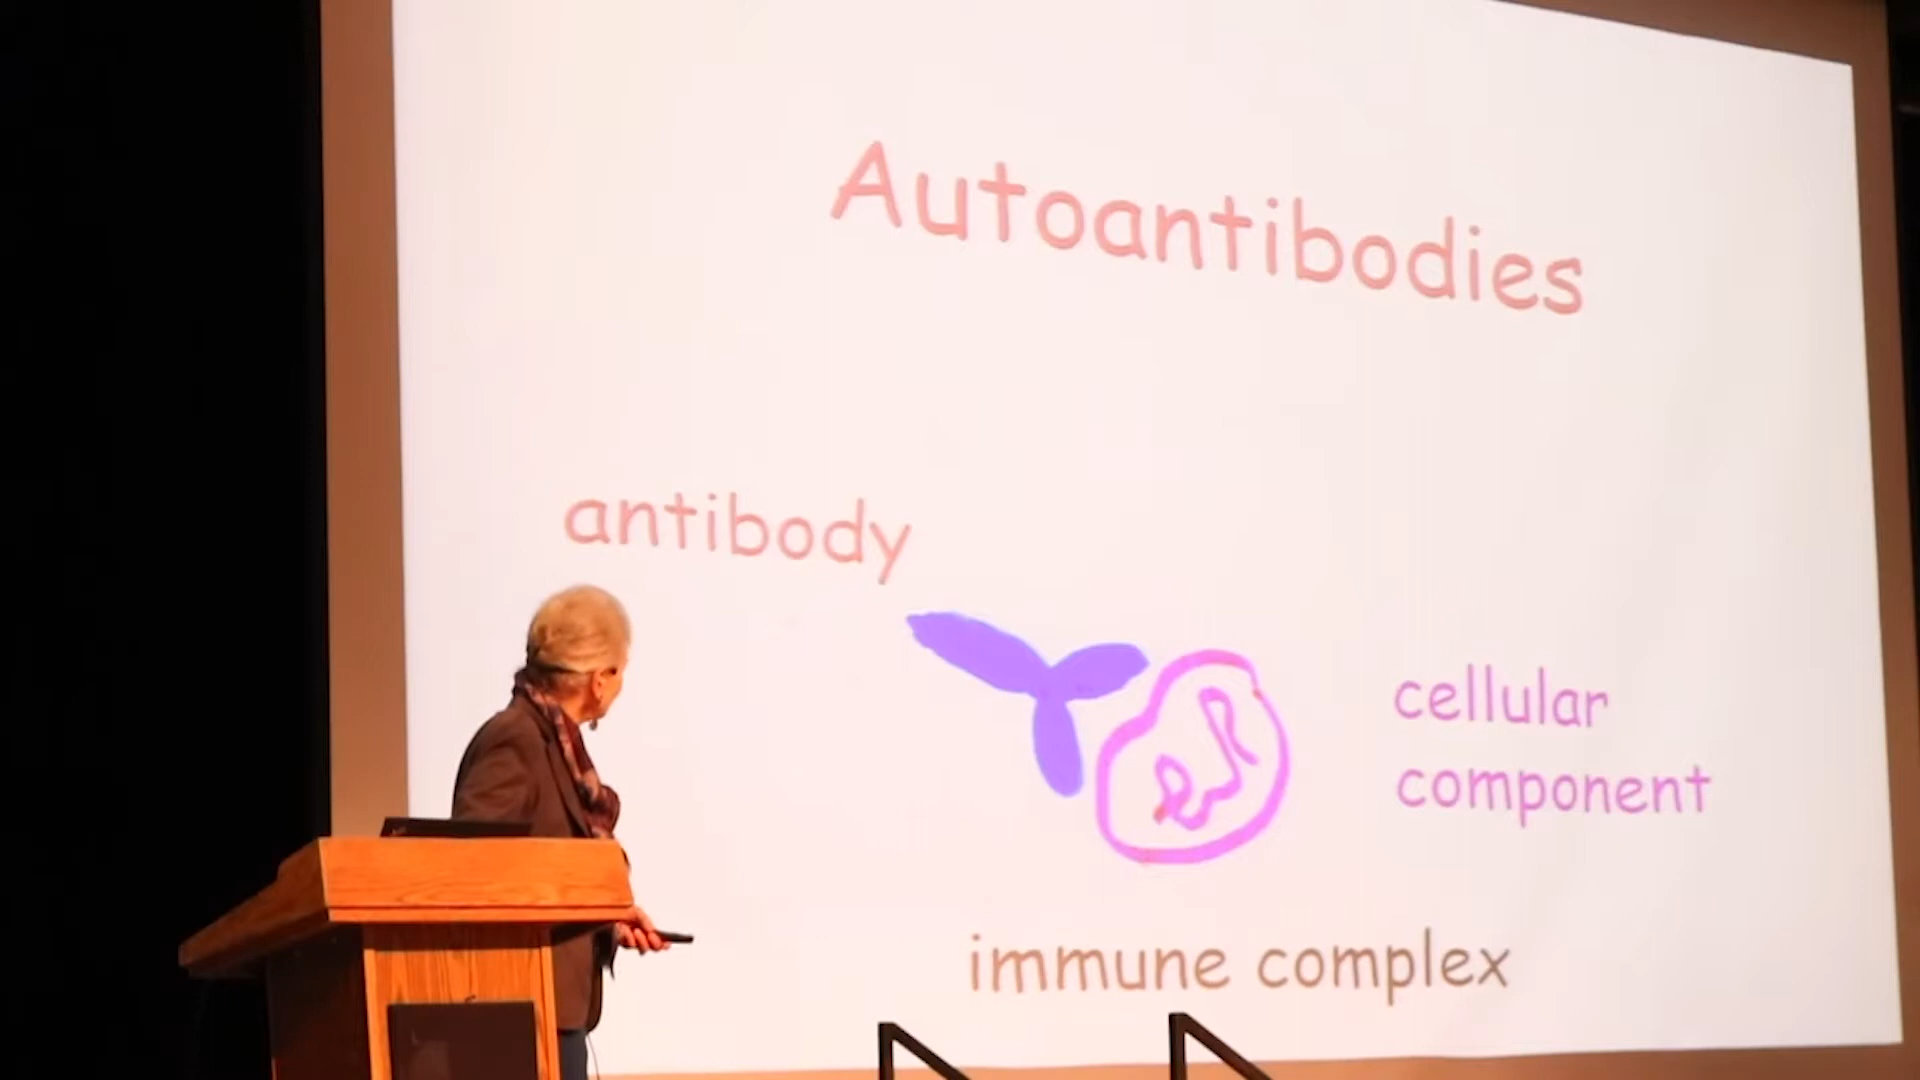 Autoantibodies
antibody
cellular
component
immune complex